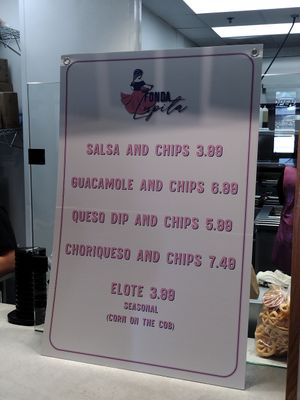 FONDA
Lupita
SALSA AND CHIPS 3.99
GUACAMOLE AND CHIPS 6.99
QUESO DIP AND CHIPS 5.99
CHORIQUESO AND CHIPS 7.49
ELOTE 3.99
SEASONAL
(CORN ON THE COB)